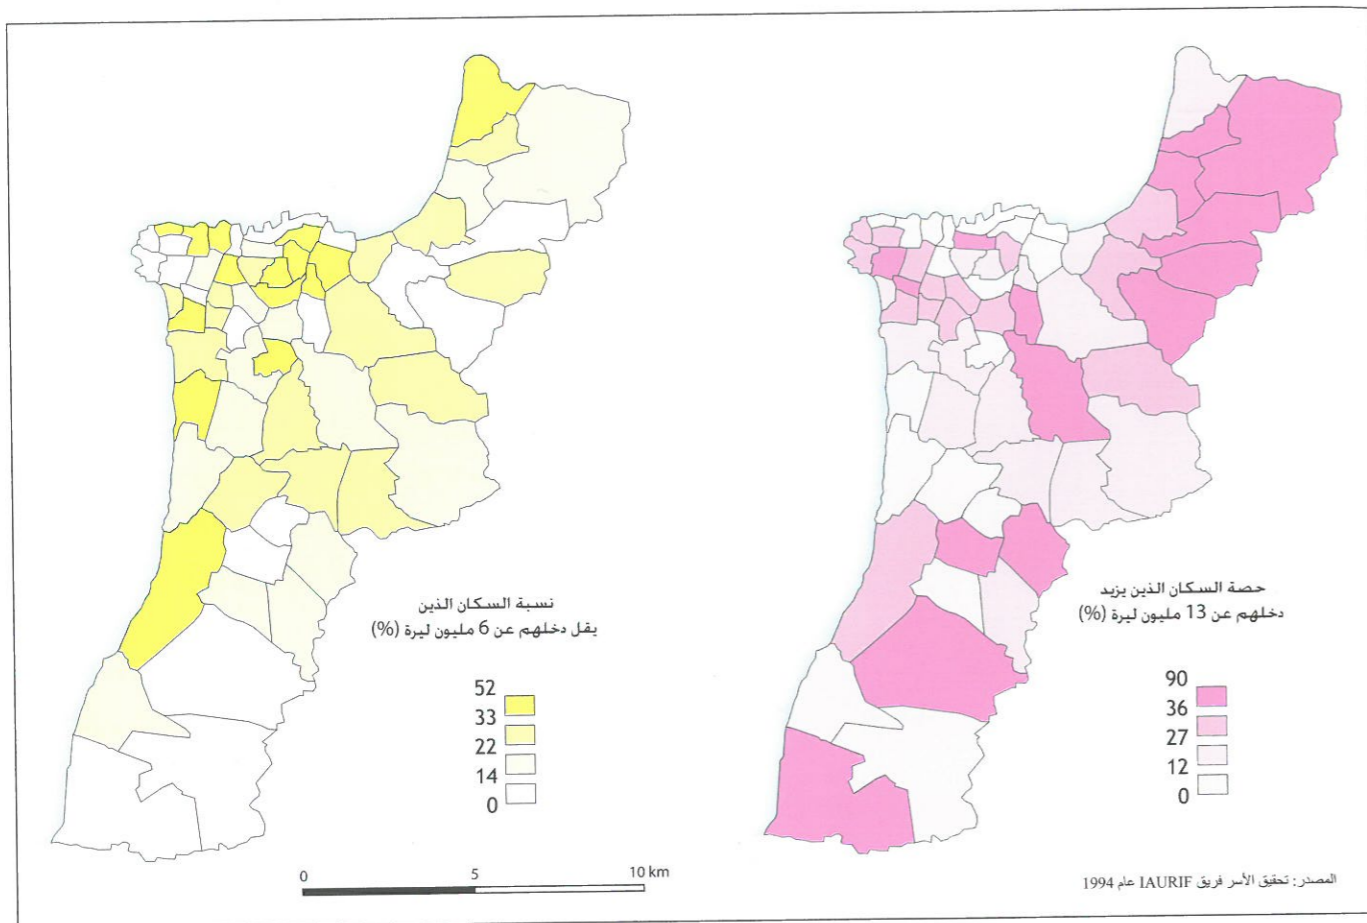 نسبة السكان الذين
يقل دخلهم عن 6 مليون ليرة (%)
52
33
22
14
0
0 5 10 km
حصة السكان الذين يزيد
دخلهم عن 13 مليون ليرة (%)
90
36
27
12
0
المصدر: تحقيق الأسر فريق IAURIF عام 1994